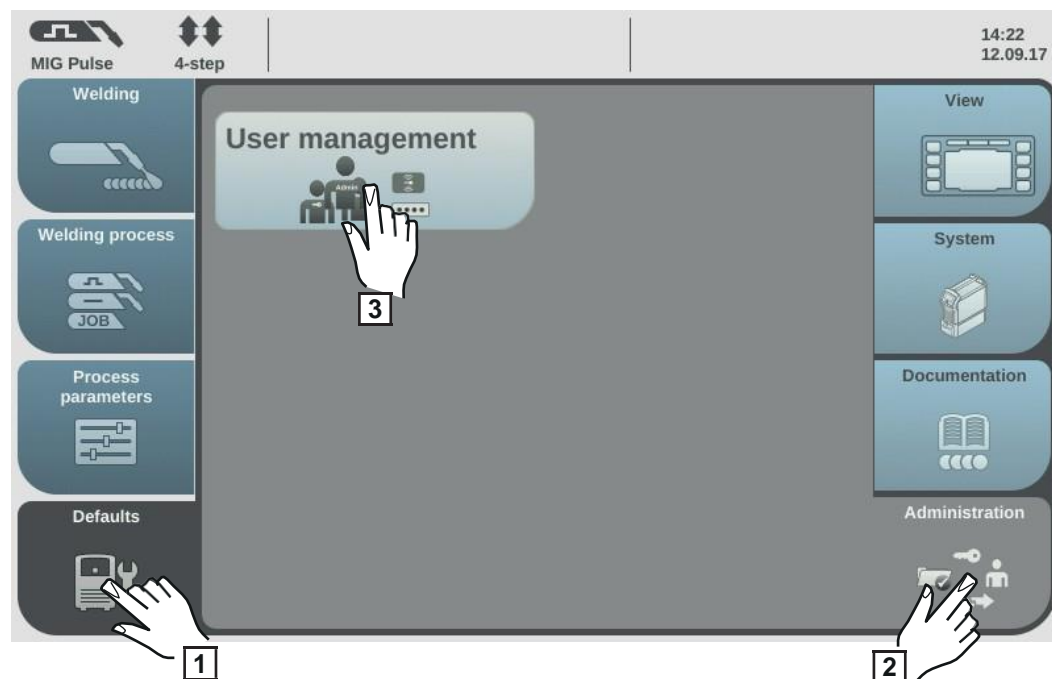 MIG Pulse
4-step
14:22
12.09.17
Welding
User management
Admin
View
Welding process
JOB
System
3
Process
parameters
Documentation
Defaults
Administration
1
2